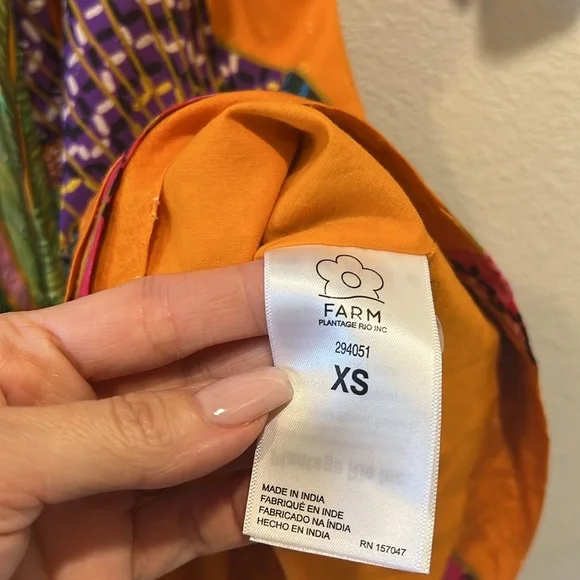 FARM
PLANTAGE RIO INC
294051
XS
MADE IN INDIA
FABRIQUÉ EN INDE
FABRICADO NA ÍNDIA
HECHO EN INDIA
RN 157047